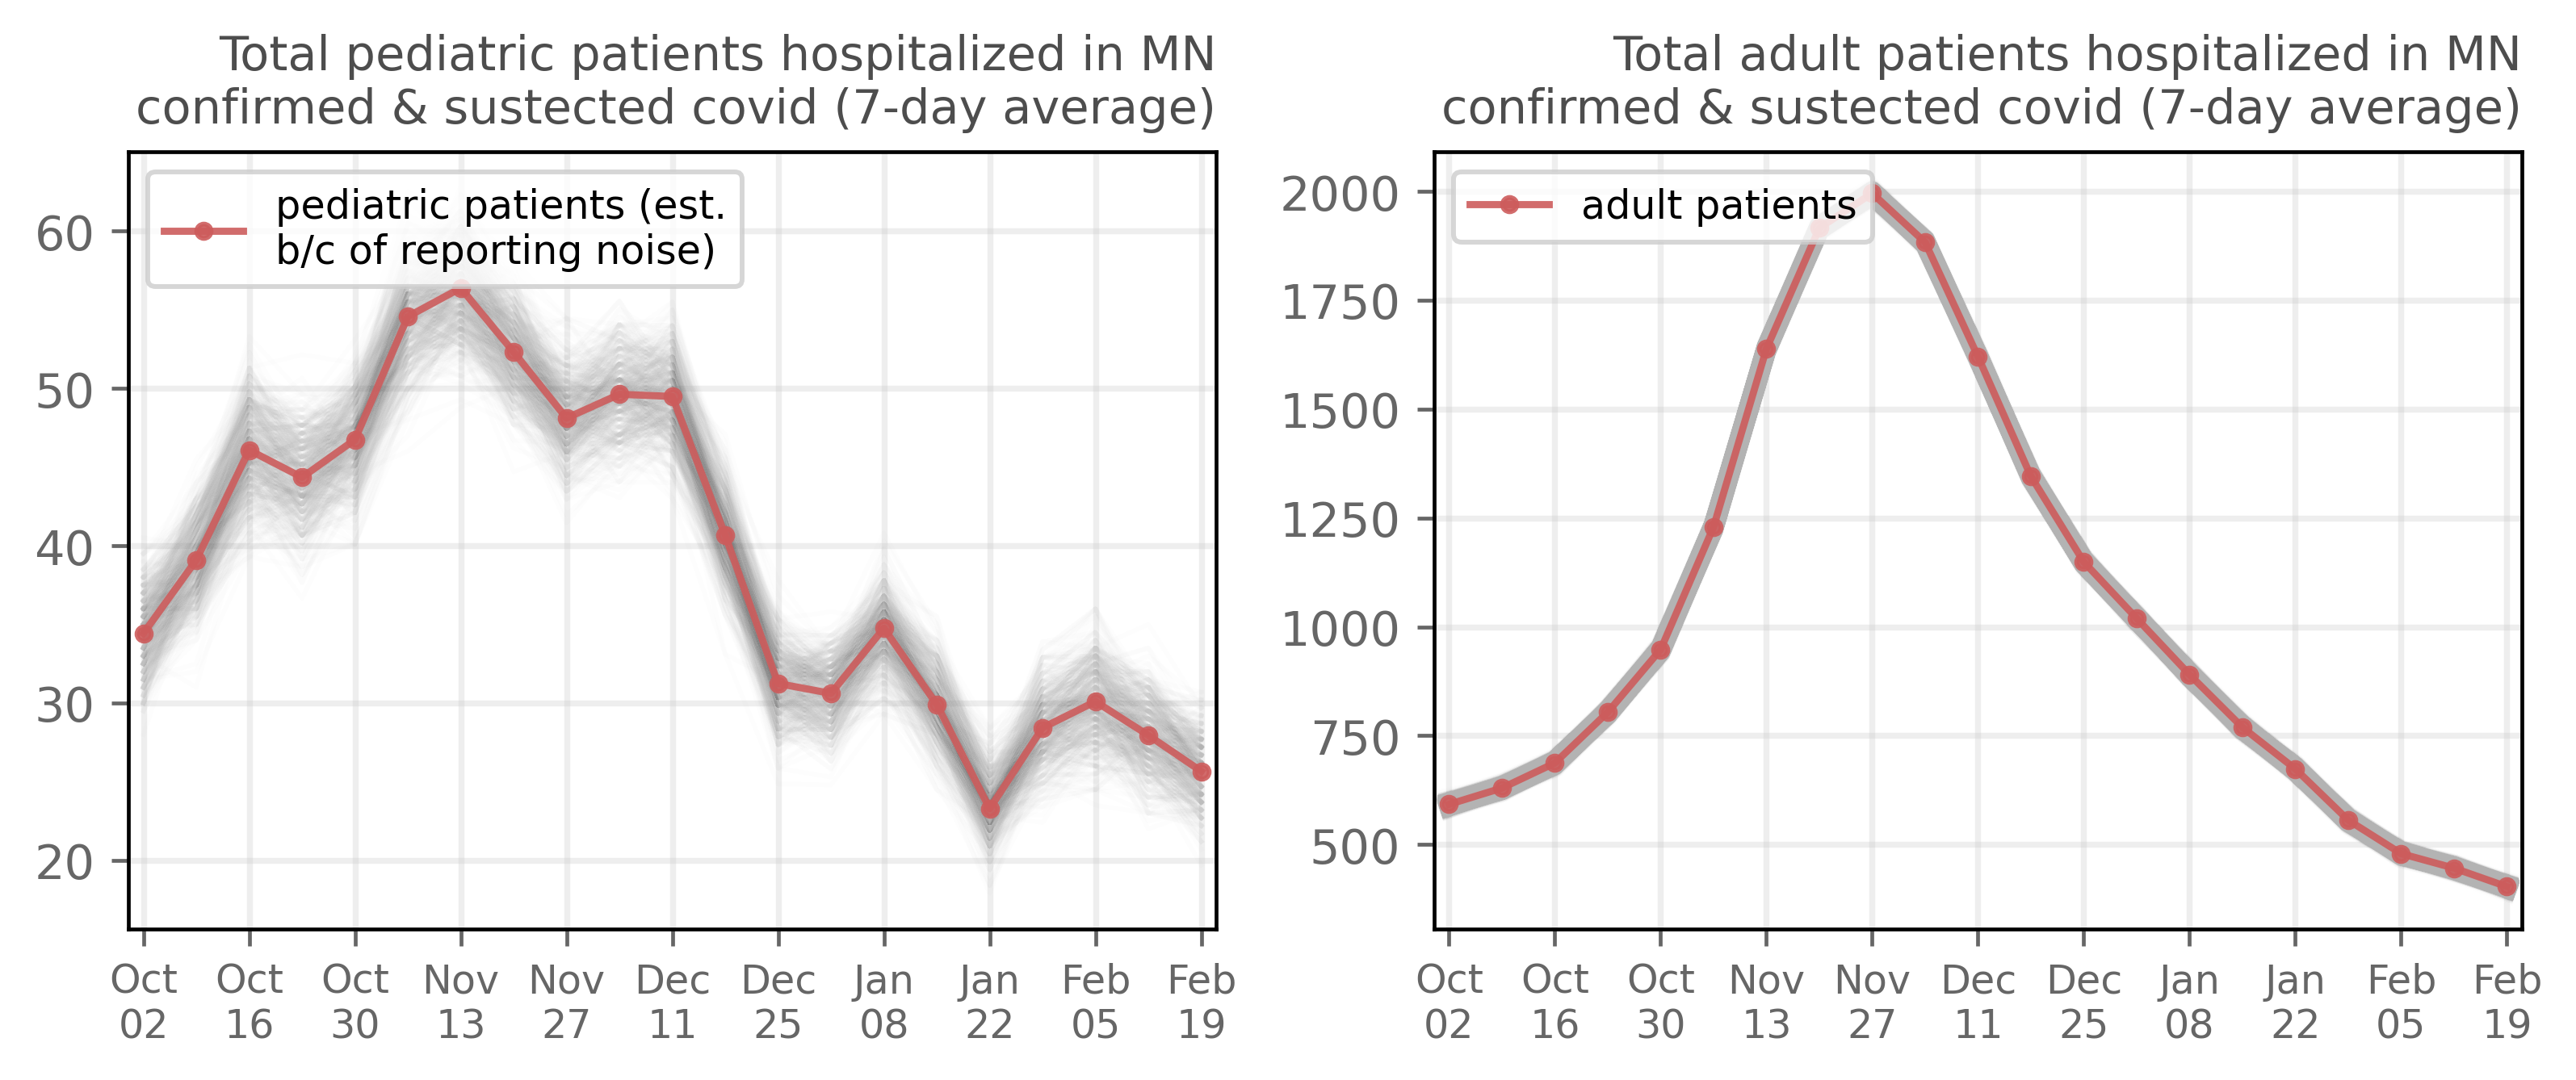 Total pediatric patients hospitalized in MN
confirmed & sustected covid (7-day average)
pediatric patients (est.
b/c of reporting noise)
60
50
40
30
20
Oct Oct Oct Nov Nov Dec Dec Jan Jan Feb Feb
02 16 30 13 27 11 25 08 22 05 19
Total adult patients hospitalized in MN
confirmed & sustected covid (7-day average)
adult patients
2000
1750
1500
1250
1000
750
500
Oct Oct Oct Nov Nov Dec Dec Jan Jan Feb Feb
02 16 30 13 27 11 25 08 22 05 19